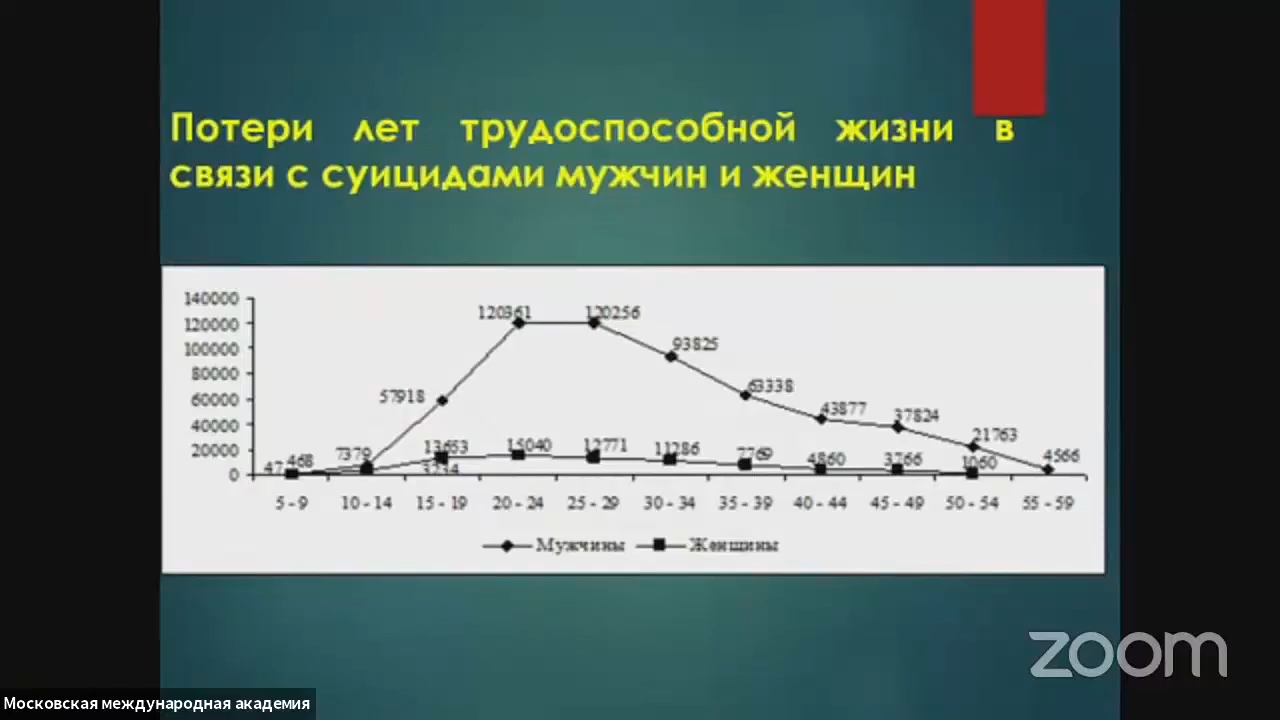 Потери лет трудоспособной жизни в
связи с суицидами мужчин и женщин
140000
120000
100000
80000
60000
40000
20000
0
47 468 7379 57918 120361 120256 93825 63338 43877 37824 21763 4566
3234 13653 15040 12771 11286 7769 4860 3766 1060
5 - 9 10 - 14 15 - 19 20 - 24 25 - 29 30 - 34 35 - 39 40 - 44 45 - 49 50 - 54 55 - 59
Мужчины Женщины
zoom
Московская международная академия